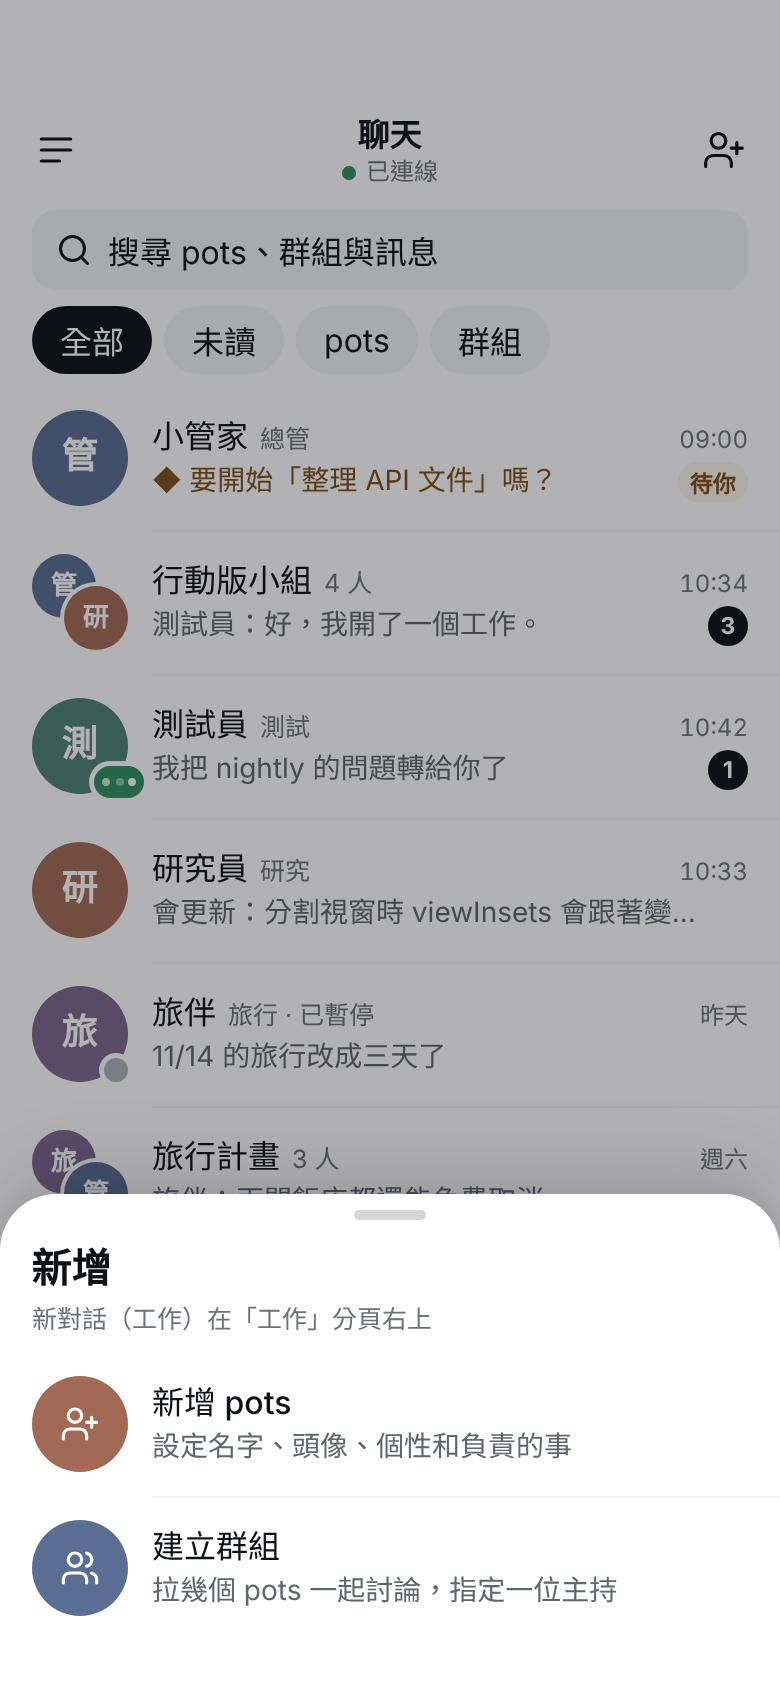 聊天
已連線
搜尋 pots、群組與訊息
全部 未讀 pots 群組
管 小管家 總管 09:00
◆ 要開始「整理 API 文件」嗎？ 待你
管 行動版小組 4 人 10:34
研 測試員：好，我開了一個工作。 3
測 測試員 測試 10:42
我把 nightly 的問題轉給你了 1
研 研究員 研究 10:33
會更新：分割視窗時 viewInsets 會跟著變...
旅 旅伴 旅行 · 已暫停 昨天
11/14 的旅行改成三天了
旅 旅行計畫 3 人 週六
管
新增
新對話（工作）在「工作」分頁右上
新增 pots
設定名字、頭像、個性和負責的事
建立群組
拉幾個 pots 一起討論，指定一位主持